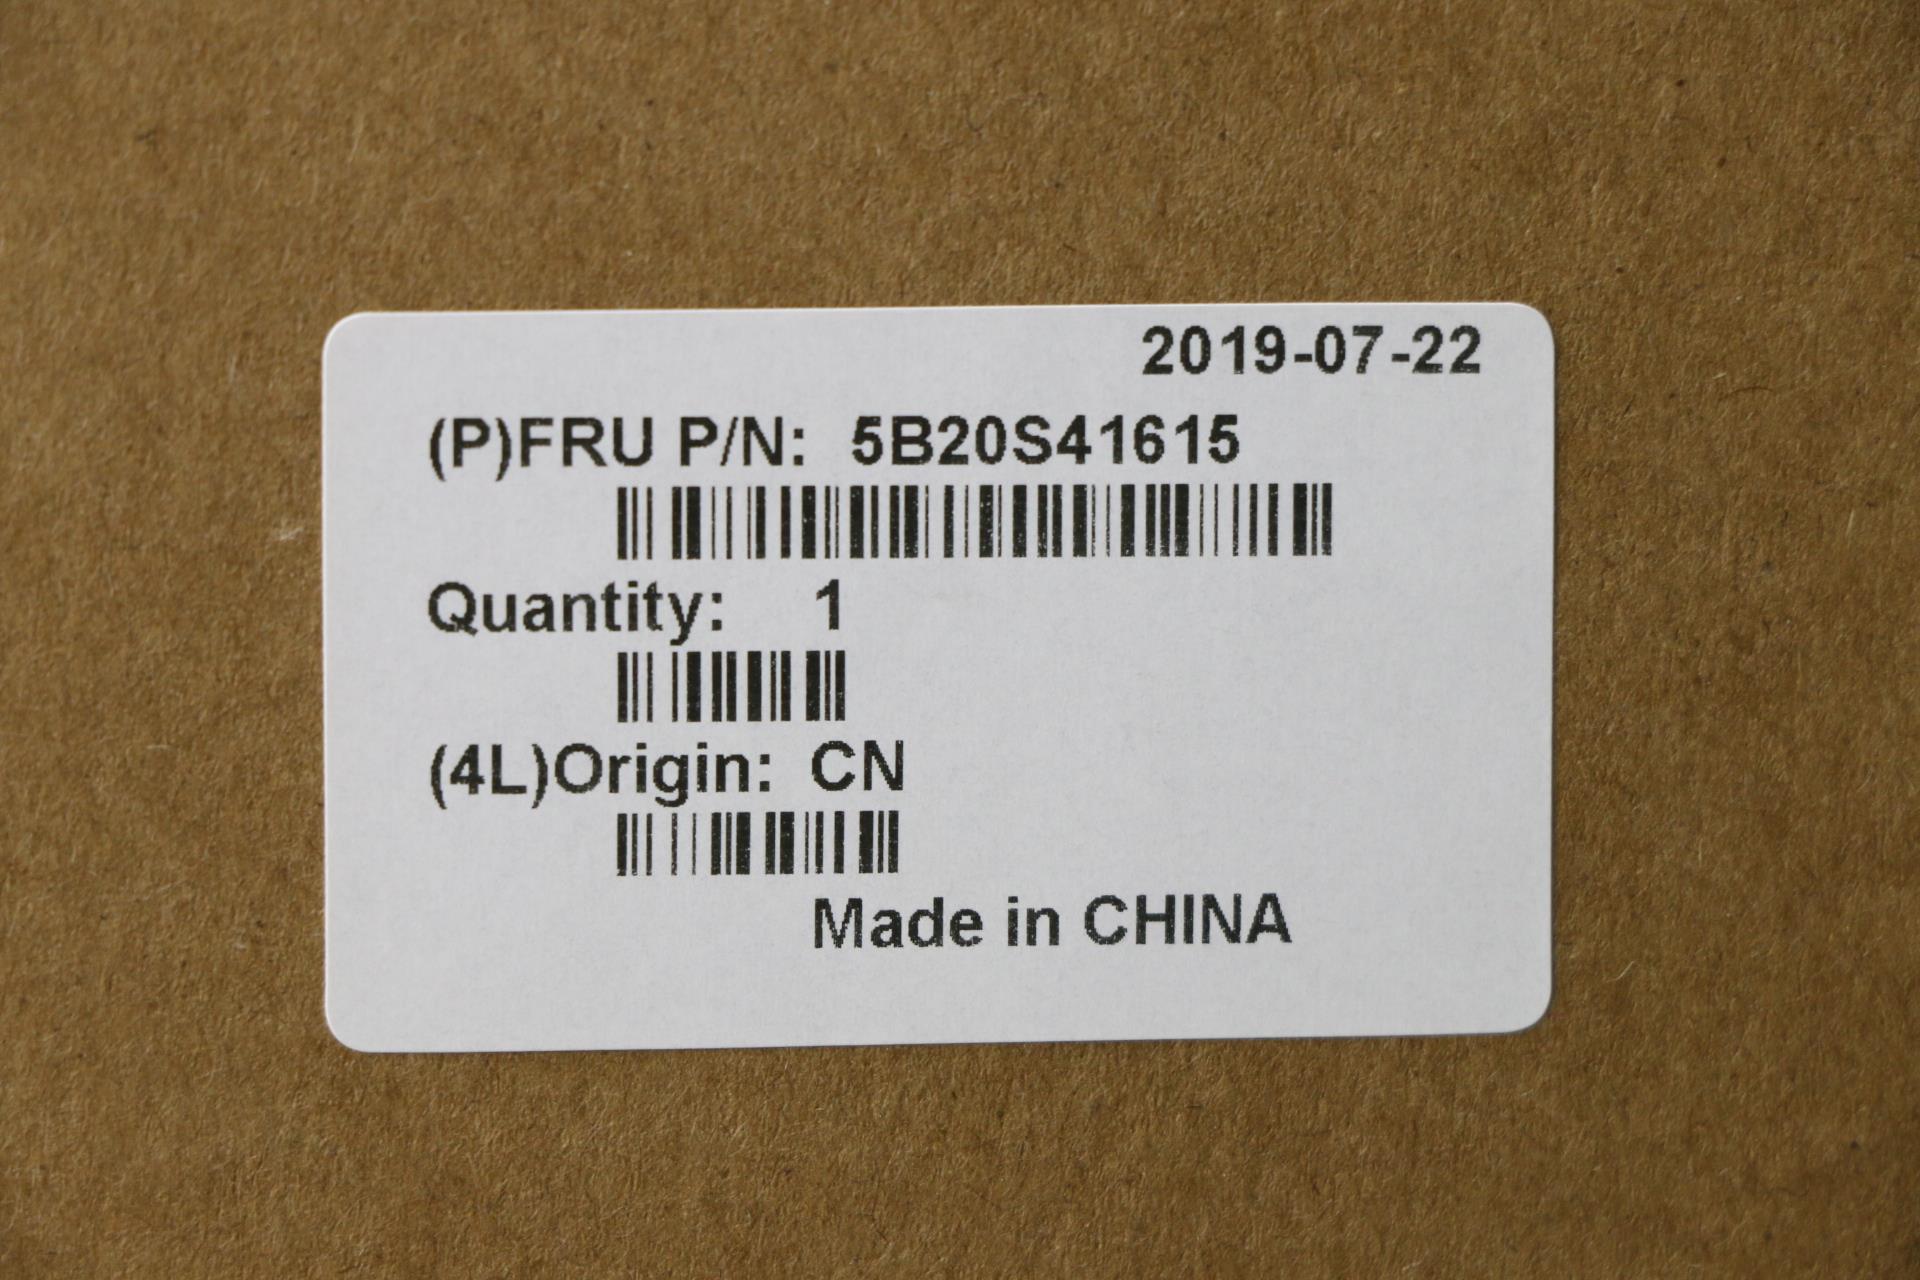 2019-07-22
(P)FRU P/N: 5B20S41615
Quantity: 1
(4L)Origin: CN
Made in CHINA